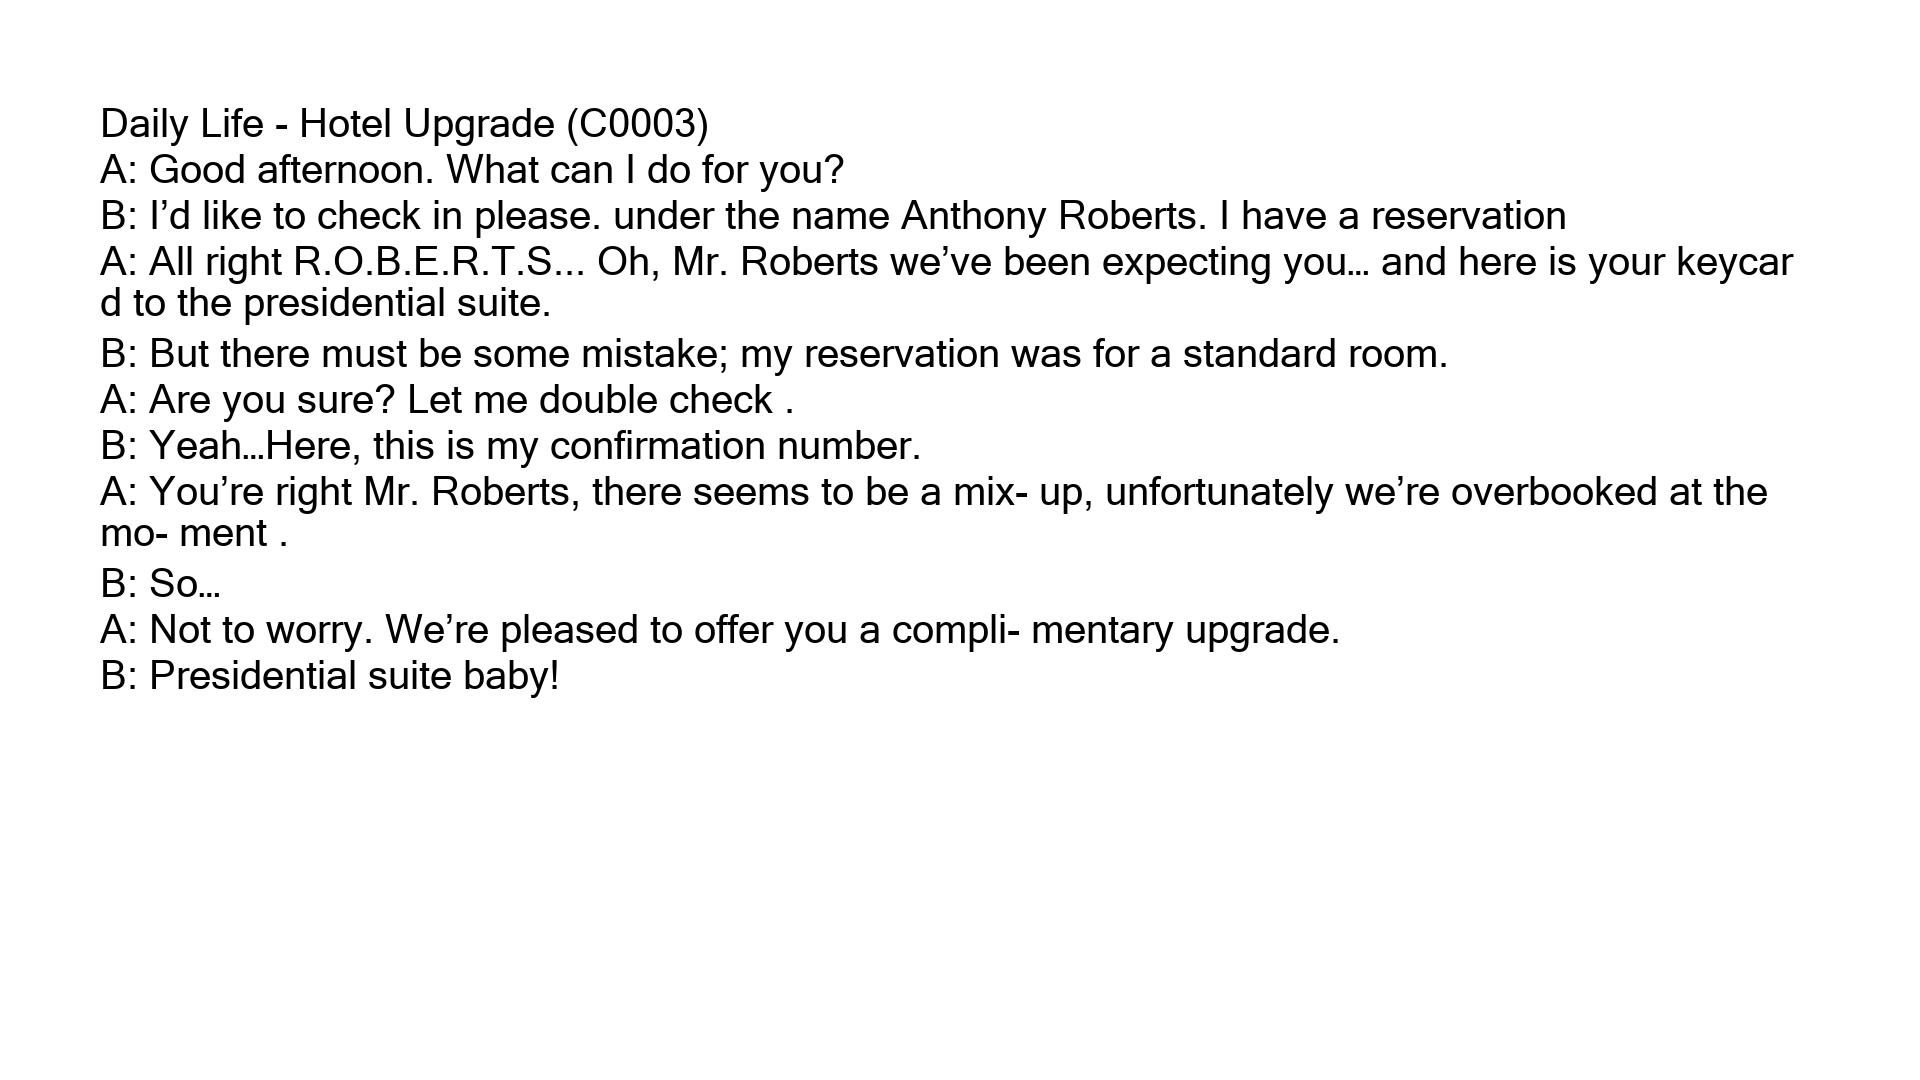 Daily Life - Hotel Upgrade (C0003)
A: Good afternoon. What can I do for you?
B: I’d like to check in please. under the name Anthony Roberts. I have a reservation
A: All right R.O.B.E.R.T.S... Oh, Mr. Roberts we’ve been expecting you… and here is your keycar
d to the presidential suite.
B: But there must be some mistake; my reservation was for a standard room.
A: Are you sure? Let me double check .
B: Yeah…Here, this is my confirmation number.
A: You’re right Mr. Roberts, there seems to be a mix- up, unfortunately we’re overbooked at the
mo- ment .
B: So…
A: Not to worry. We’re pleased to offer you a compli- mentary upgrade.
B: Presidential suite baby!